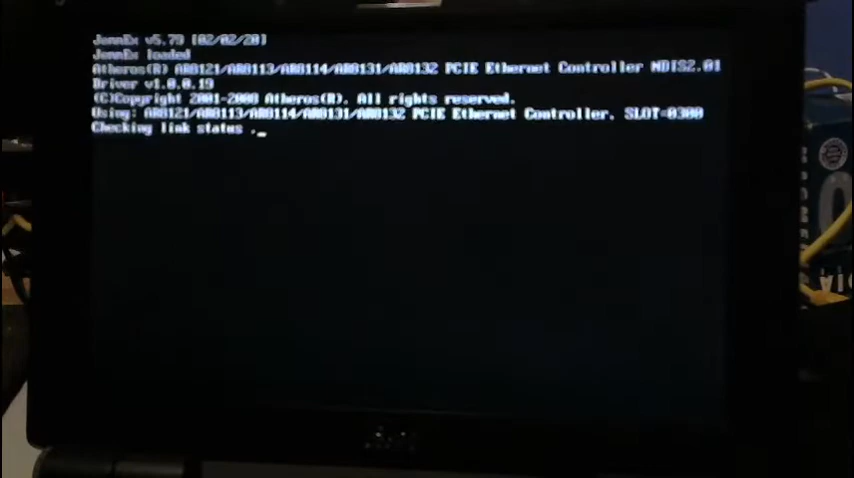 JemmEx v5.79 [02/02/20]
JemmEx loaded
Atheros(R) AR8121/AR8113/AR8114/AR8131/AR8132 PCIE Ethernet Controller NDIS2.01
Driver v1.0.0.19
(C)Copyright 2001-2008 Atheros(R). All rights reserved.
Using: AR8121/AR8113/AR8114/AR8131/AR8132 PCIE Ethernet Controller. SLOT=0300
Checking link status ._